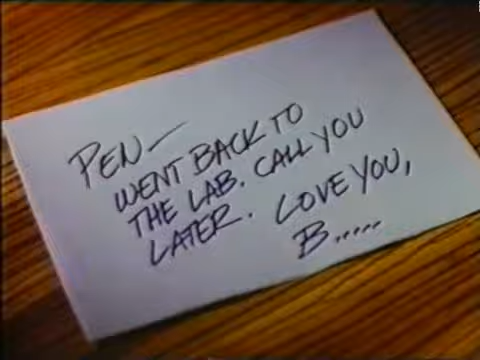 PEN—
WENT BACK TO
THE LAB. CALL YOU
LATER. LOVE YOU,
B.....